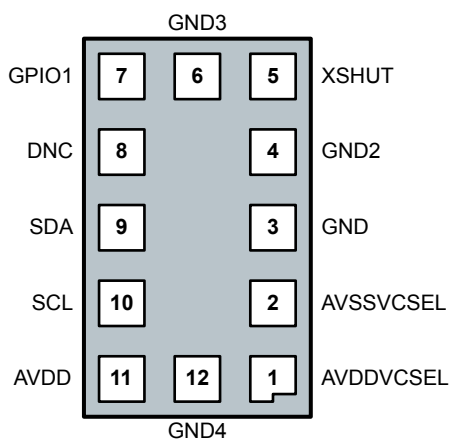 GND3
GPIO1 7 6 5 XSHUT
DNC 8 4 GND2
SDA 9 3 GND
SCL 10 2 AVSSVCSEL
AVDD 11 12 1 AVDDVCSEL
GND4